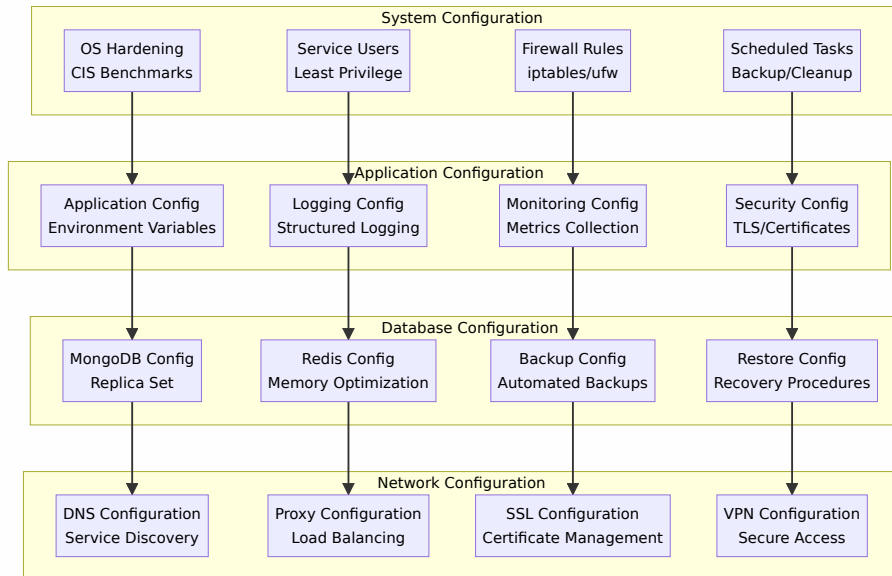 System Configuration
OS Hardening
CIS Benchmarks
Service Users
Least Privilege
Firewall Rules
iptables/ufw
Scheduled Tasks
Backup/Cleanup
Application Configuration
Application Config
Environment Variables
Logging Config
Structured Logging
Monitoring Config
Metrics Collection
Security Config
TLS/Certificates
Database Configuration
MongoDB Config
Replica Set
Redis Config
Memory Optimization
Backup Config
Automated Backups
Restore Config
Recovery Procedures
Network Configuration
DNS Configuration
Service Discovery
Proxy Configuration
Load Balancing
SSL Configuration
Certificate Management
VPN Configuration
Secure Access